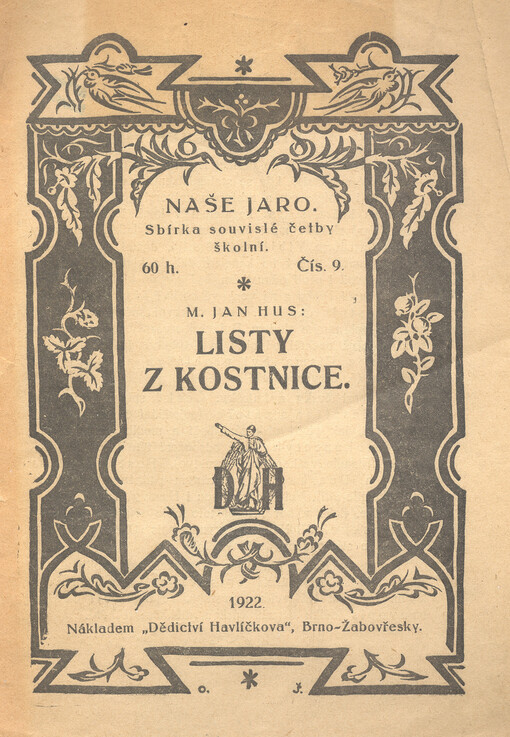 *
NAŠE JARO.
Sbírka souvislé četby
školní.
60 h. Čís. 9.
*
M. JAN HUS:
LISTY
Z KOSTNICE.
D H
1922.
Nákladem „Dědictví Havlíčkova“, Brno-Žabovřesky.
*
O. J.